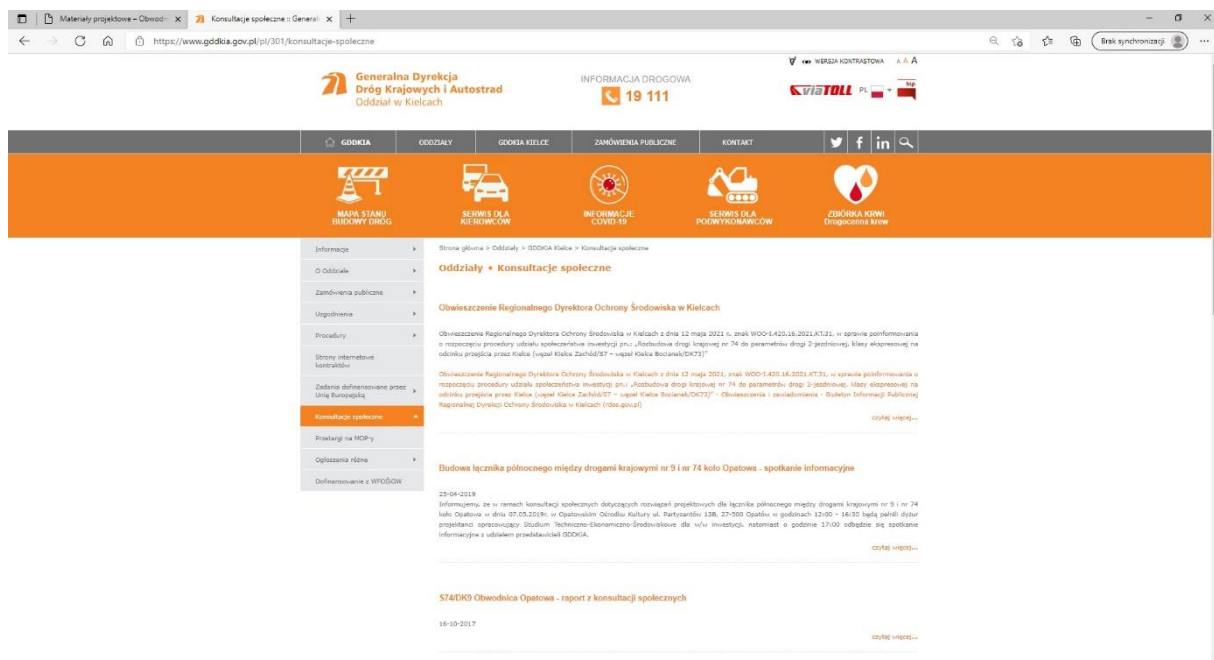 Materiały projektowe – Obwodn
Konsultacje społeczne :: General
https://www.gddkia.gov.pl/pl/301/konsultacje-spoleczne
Brak synchronizacji
WERSJA KONTRASTOWA A A A
Generalna Dyrekcja
Dróg Krajowych i Autostrad
Oddział w Kielcach
INFORMACJA DROGOWA
19 111
viaTOLL
PL
bip
GDDKIA
ODDZIAŁY
GDDKIA KIELCE
ZAMÓWIENIA PUBLICZNE
KONTAKT
MAPA STANU
BUDOWY DRÓG
SERWIS DLA
KIEROWCÓW
INFORMACJE
COVID-19
SERWIS DLA
PODWYKONAWCÓW
ZBIÓRKA KRWI
Drogocenna krew
Informacje
O Oddziale
Zamówienia publiczne
Uzgodnienia
Procedury
Strony internetowe
kontraktów
Zadania dofinansowane przez
Unię Europejską
Konsultacje społeczne
Przetargi na MOP-y
Ogłoszenia różne
Dofinansowanie z WFOŚiGW
Strona główna > Oddziały > GDDKIA Kielce > Konsultacje społeczne
Oddziały • Konsultacje społeczne
Obwieszczenie Regionalnego Dyrektora Ochrony Środowiska w Kielcach
Obwieszczenie Regionalnego Dyrektora Ochrony Środowiska w Kielcach z dnia 12 maja 2021 r., znak WOO-I.420.16.2021.KT.31, w sprawie poinformowania
o rozpoczęciu procedury udziału społeczeństwa inwestycji pn.: „Rozbudowa drogi krajowej nr 74 do parametrów drogi 2-jezdniowej, klasy ekspresowej na
odcinku przejścia przez Kielce (węzeł Kielce Zachód/S7 – węzeł Kielce Bocianek/DK73)"
Obwieszczenie Regionalnego Dyrektora Ochrony Środowiska w Kielcach z dnia 12 maja 2021, znak WOO-I.420.16.2021.KT.31, w sprawie poinformowania o
rozpoczęciu procedury udziału społeczeństwa inwestycji pn.: „Rozbudowa drogi krajowej nr 74 do parametrów drogi 2-jezdniowej, klasy ekspresowej na
odcinku przejścia przez Kielce (węzeł Kielce Zachód/S7 – węzeł Kielce Bocianek/DK73)" - Obwieszczenia i zawiadomienia - Biuletyn Informacji Publicznej
Regionalnej Dyrekcji Ochrony Środowiska w Kielcach (rdos.gov.pl)
czytaj więcej...
Budowa łącznika północnego między drogami krajowymi nr 9 i nr 74 koło Opatowa - spotkanie informacyjne
25-04-2019
Informujemy, że w ramach konsultacji społecznych dotyczących rozwiązań projektowych dla łącznika północnego między drogami krajowymi nr 9 i nr 74
koło Opatowa w dniu 07.05.2019r. w Opatowskim Ośrodku Kultury ul. Partyzantów 13B, 27-500 Opatów w godzinach 12:00 - 16:30 będą pełnili dyżur
projektanci opracowujący Studium Techniczno-Ekonomiczno-Środowiskowe dla w/w inwestycji, natomiast o godzinie 17:00 odbędzie się spotkanie
informacyjne z udziałem przedstawicieli GDDKIA.
czytaj więcej...
S74/DK9 Obwodnica Opatowa - raport z konsultacji społecznych
16-10-2017
czytaj więcej...